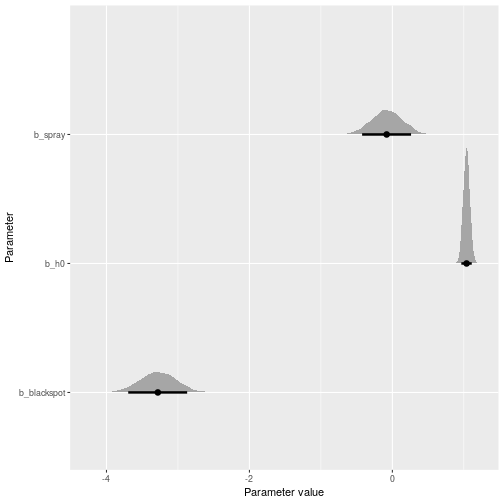 b_spray
b_h0
b_blackspot
-4
-2
0
Parameter value
Parameter